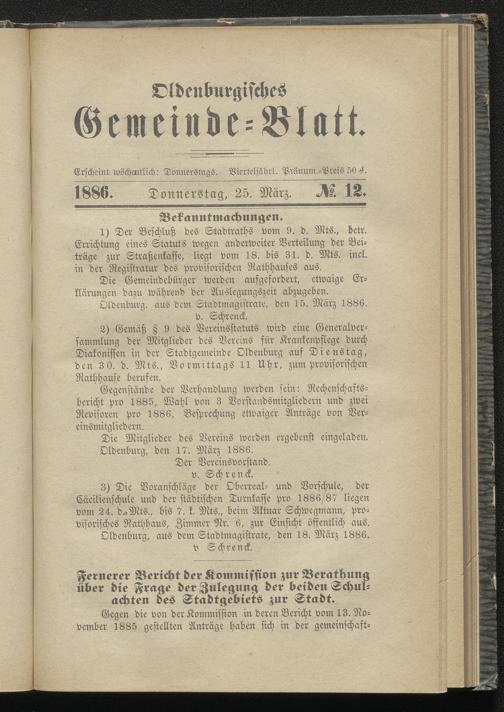 Oldenburgisches
Gemeinde-Blatt.
Erscheint wöchentlich: Donnerstags. Vierteljährl. Pränum.-Preis 50 ₰.
1886. Donnerstag, 25. März. № 12.
Bekanntmachungen.
1) Der Beschluß des Stadtraths vom 9. d. Mts., betr.
Errichtung eines Statuts wegen anderweiter Verteilung der Bei-
träge zur Straßenkasse, liegt vom 18. bis 31. d. Mts. incl.
in der Registratur des provisorischen Rathhauses aus.
Die Gemeindebürger werden aufgefordert, etwaige Er-
klärungen dazu während der Auslegungszeit abzugeben.
Oldenburg, aus dem Stadtmagistrate, den 15. März 1886.
v. Schrenck.
2) Gemäß § 9 des Vereinsstatuts wird eine Generalver-
sammlung der Mitglieder des Vereins für Krankenpflege durch
Diakonissen in der Stadtgemeinde Oldenburg auf Dienstag,
den 30. d. Mts., Vormittags 11 Uhr, zum provisorischen
Rathhause berufen.
Gegenstände der Verhandlung werden sein: Rechenschafts-
bericht pro 1885, Wahl von 3 Vorstandsmitgliedern und zwei
Revisoren pro 1886, Besprechung etwaiger Anträge von Ver-
einsmitgliedern.
Die Mitglieder des Vereins werden ergebenst eingeladen.
Oldenburg, den 17. März 1886.
Der Vereinsvorstand.
v. Schrenck.
3) Die Voranschläge der Oberreal- und Vorschule, der
Cäcilienschule und der städtischen Turnkasse pro 1886/87 liegen
vom 24. d. Mts. bis 7. k. Mts., beim Aktuar Schwegmann, pro-
visorisches Rathhaus, Zimmer Nr. 6, zur Einsicht öffentlich aus.
Oldenburg, aus dem Stadtmagistrate, den 18. März 1886.
v Schrenck.
Fernerer Bericht der Kommission zur Berathung
über die Frage der Zulegung der beiden Schul-
achten des Stadtgebiets zur Stadt.
Gegen die von der Kommission in deren Bericht vom 13. No-
vember 1885 gestellten Anträge haben sich in der gemeinschaft-